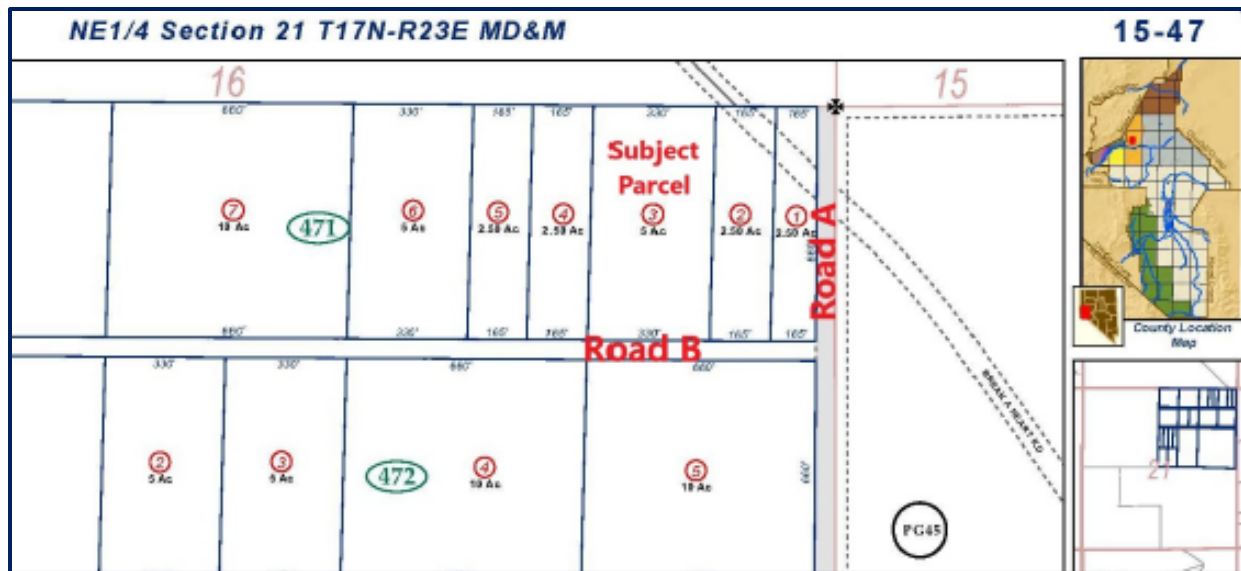 NE1/4 Section 21 T17N-R23E MD&M
15-47
16
15
660'
330'
165'
165'
330'
165'
165'
Subject
Parcel
7
10 Ac
471
6
5 Ac
5
2.50 Ac
4
2.50 Ac
3
5 Ac
2
2.50 Ac
1
2.50 Ac
660'
Road A
660'
330'
165'
165'
330'
165'
165'
Road B
330'
330'
660'
660'
BREAK A HEART RD
2
5 Ac
3
5 Ac
472
4
10 Ac
5
10 Ac
660'
PG45
County Location
Map
21